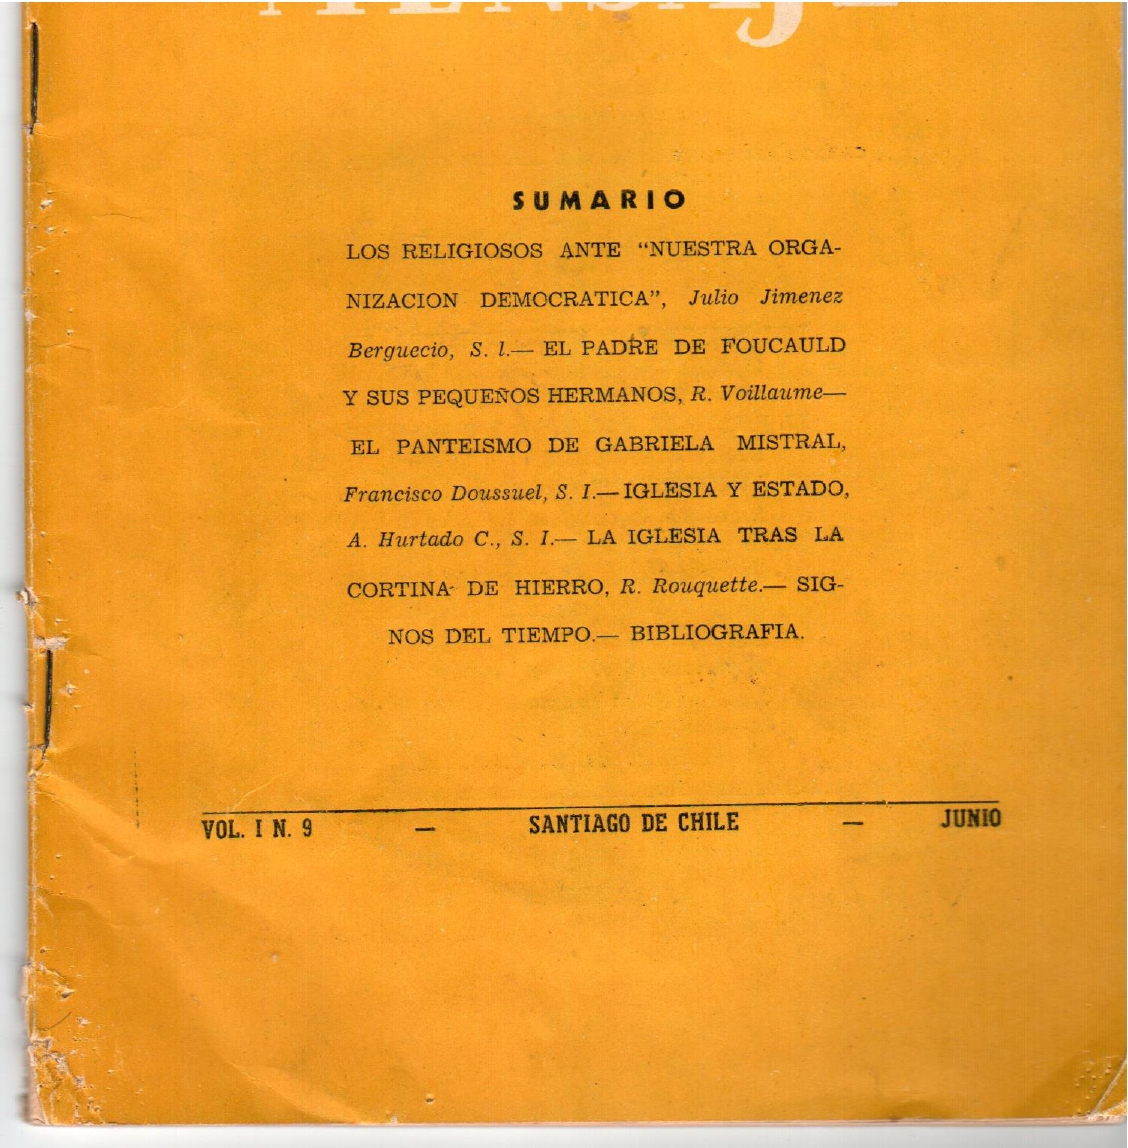 MENSAJE
SUMARIO
LOS RELIGIOSOS ANTE “NUESTRA ORGA-
NIZACION DEMOCRATICA”, Julio Jimenez
Berguecio, S. l.— EL PADRE DE FOUCAULD
Y SUS PEQUEÑOS HERMANOS, R. Voillaume—
EL PANTEISMO DE GABRIELA MISTRAL,
Francisco Doussuel, S. I.— IGLESIA Y ESTADO,
A. Hurtado C., S. I.— LA IGLESIA TRAS LA
CORTINA DE HIERRO, R. Rouquette.— SIG-
NOS DEL TIEMPO.— BIBLIOGRAFIA.
VOL. I N. 9 — SANTIAGO DE CHILE — JUNIO